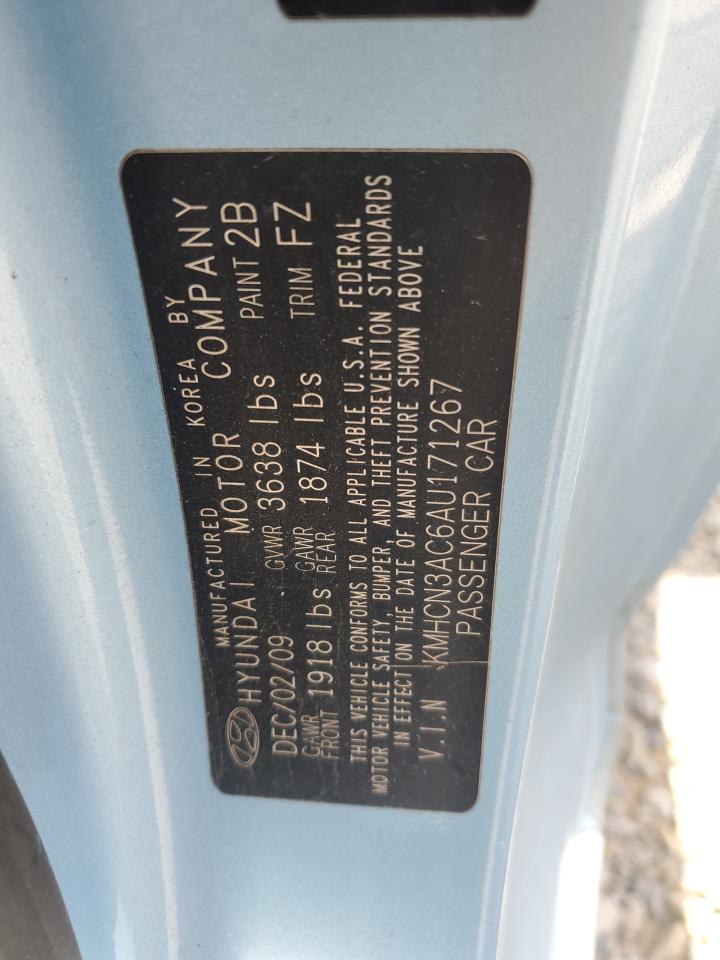 MANUFACTURED IN KOREA BY
HYUNDAI MOTOR COMPANY
DEC/02/09 GVWR 3638 lbs PAINT 2B
GAWR FRONT 1918 lbs GAWR REAR 1874 lbs TRIM FZ
THIS VEHICLE CONFORMS TO ALL APPLICABLE U.S.A. FEDERAL
MOTOR VEHICLE SAFETY, BUMPER, AND THEFT PREVENTION STANDARDS
IN EFFECT ON THE DATE OF MANUFACTURE SHOWN ABOVE
V.I.N KMHCN3AC6AU171267
PASSENGER CAR